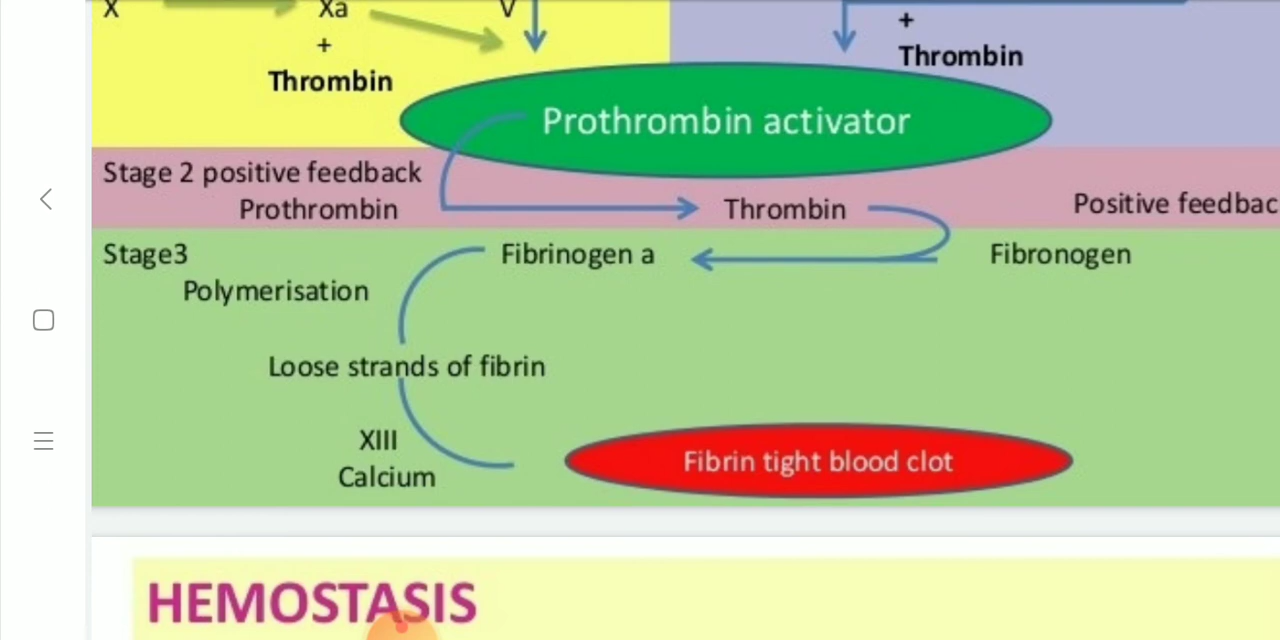 X Xa V
+
Thrombin
+
Thrombin
Prothrombin activator
Stage 2 positive feedback
Prothrombin Thrombin Positive feedbac
Stage3 Fibrinogen a Fibronogen
Polymerisation
Loose strands of fibrin
XIII
Calcium
Fibrin tight blood clot
HEMOSTASIS